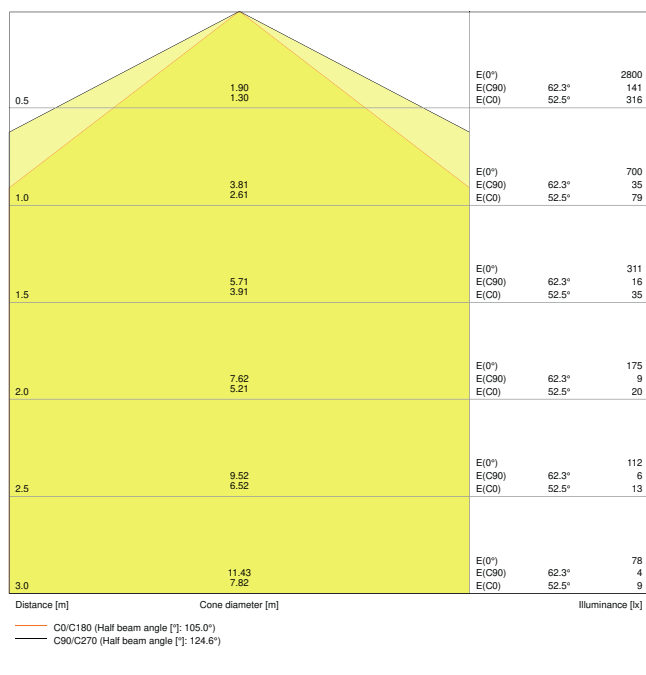 E(0°) 2800
1.90 E(C90) 62.3° 141
1.30 E(C0) 52.5° 316
0.5
E(0°) 700
3.81 E(C90) 62.3° 35
2.61 E(C0) 52.5° 79
1.0
E(0°) 311
5.71 E(C90) 62.3° 16
3.91 E(C0) 52.5° 35
1.5
E(0°) 175
7.62 E(C90) 62.3° 9
5.21 E(C0) 52.5° 20
2.0
E(0°) 112
9.52 E(C90) 62.3° 6
6.52 E(C0) 52.5° 13
2.5
E(0°) 78
11.43 E(C90) 62.3° 4
7.82 E(C0) 52.5° 9
3.0
Distance [m] Cone diameter [m] Illuminance [lx]
C0/C180 (Half beam angle [°]: 105.0°)
C90/C270 (Half beam angle [°]: 124.6°)